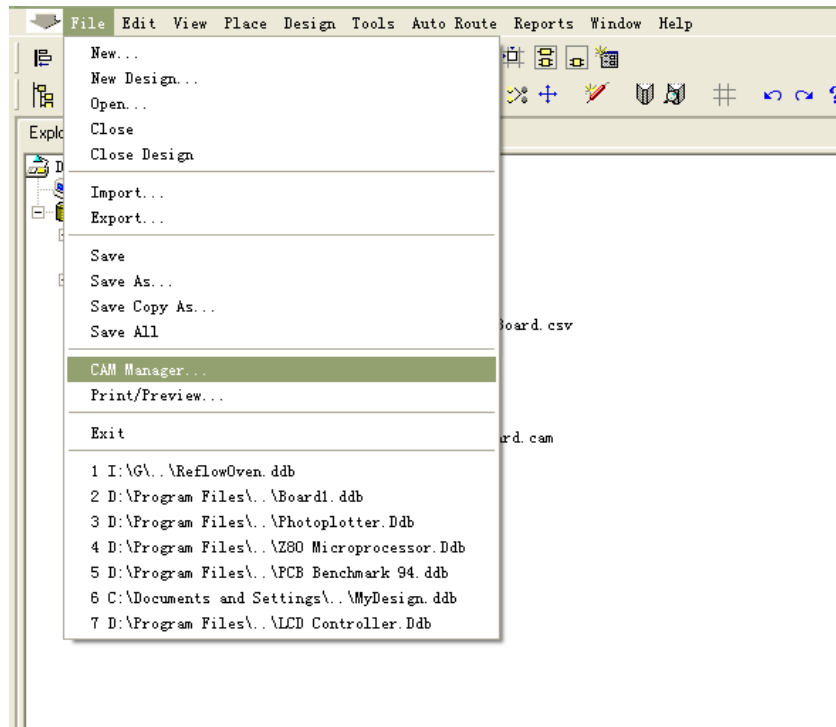 File Edit View Place Design Tools Auto Route Reports Window Help
New...
New Design...
Open...
Close
Explo
Close Design
D
Import...
Export...
Save
Save As...
Save Copy As...
Save All
Board.csv
CAM Manager...
Print/Preview...
Exit
rd.cam
1 I:\G\..\ReflowOven.ddb
2 D:\Program Files\..\Board1.ddb
3 D:\Program Files\..\Photoplotter.Ddb
4 D:\Program Files\..\Z80 Microprocessor.Ddb
5 D:\Program Files\..\PCB Benchmark 94.ddb
6 C:\Documents and Settings\..\MyDesign.ddb
7 D:\Program Files\..\LCD Controller.Ddb